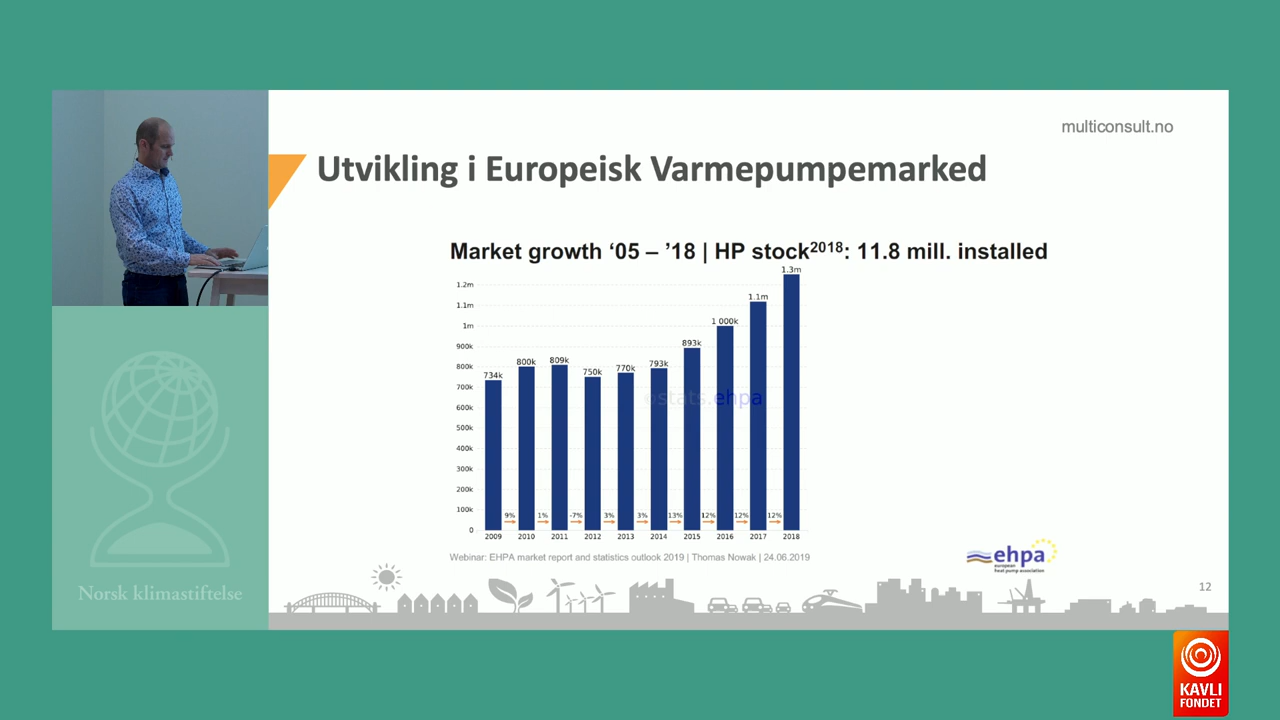 multiconsult.no
Utvikling i Europeisk Varmepumpemarked
Market growth ‘05 – ’18 | HP stock2018: 11.8 mill. installed
1.3m
1.2m
1.1m
1.1m
1 000k
1m
893k
900k
800k
809k
793k
800k
770k
750k
734k
700k
stats.ehpa
600k
500k
400k
300k
200k
100k
9% 1% -7% 3% 3% 13% 12% 12% 12%
0
2009 2010 2011 2012 2013 2014 2015 2016 2017 2018
Webinar: EHPA market report and statistics outlook 2019 | Thomas Nowak | 24.06.2019
ehpa
european
heat pump association
12
Norsk klimastiftelse
KAVLI
FONDET